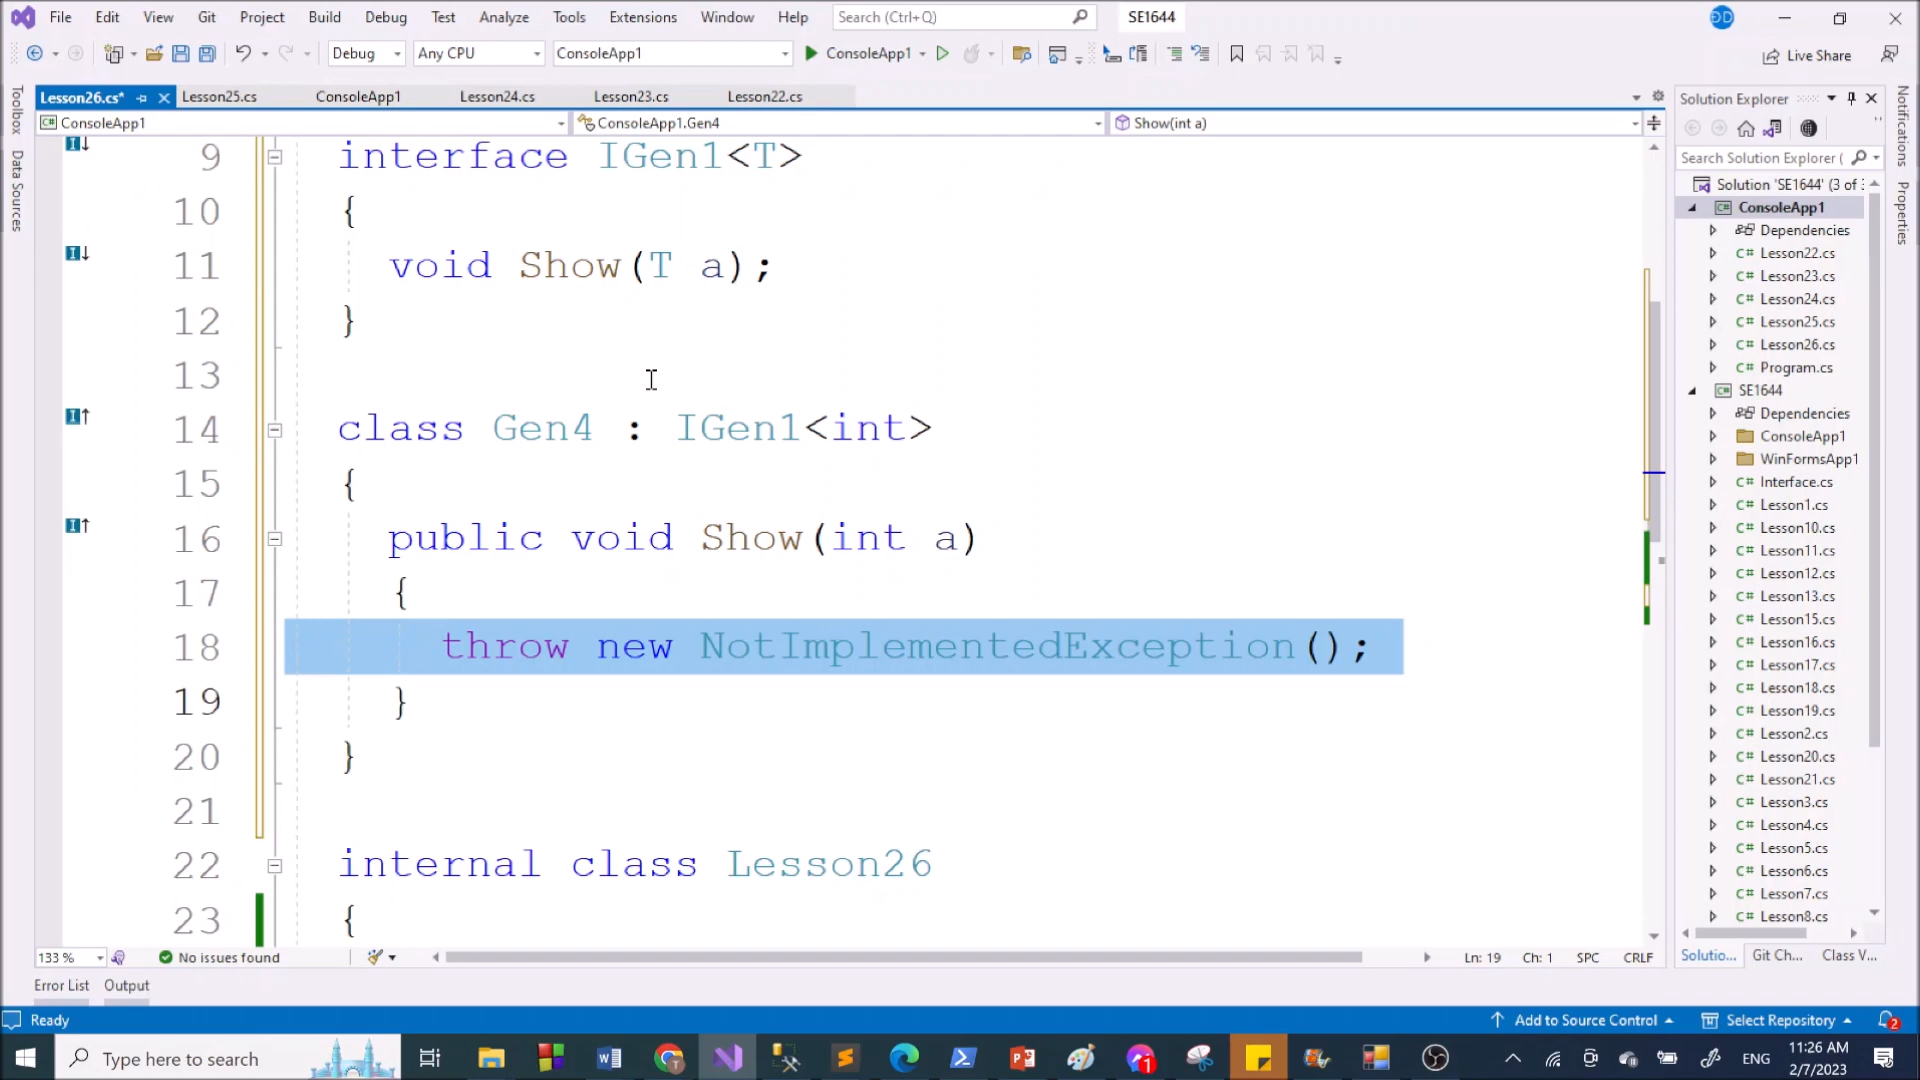 File Edit View Git Project Build Debug Test Analyze Tools Extensions Window Help Search (Ctrl+Q) SE1644 ĐD
Debug Any CPU ConsoleApp1 ConsoleApp1 Live Share
Lesson26.cs* Lesson25.cs ConsoleApp1 Lesson24.cs Lesson23.cs Lesson22.cs
ConsoleApp1 ConsoleApp1.Gen4 Show(int a)
Toolbox
Data Sources
9 interface IGen1<T>
10 {
11 void Show(T a);
12 }
13
14 class Gen4 : IGen1<int>
15 {
16 public void Show(int a)
17 {
18 throw new NotImplementedException();
19 }
20 }
21
22 internal class Lesson26
23 {
133 % No issues found Ln: 19 Ch: 1 SPC CRLF
Solution Explorer
Search Solution Explorer (
Solution 'SE1644' (3 of :
ConsoleApp1
Dependencies
C# Lesson22.cs
C# Lesson23.cs
C# Lesson24.cs
C# Lesson25.cs
C# Lesson26.cs
C# Program.cs
SE1644
Dependencies
ConsoleApp1
WinFormsApp1
C# Interface.cs
C# Lesson1.cs
C# Lesson10.cs
C# Lesson11.cs
C# Lesson12.cs
C# Lesson13.cs
C# Lesson15.cs
C# Lesson16.cs
C# Lesson17.cs
C# Lesson18.cs
C# Lesson19.cs
C# Lesson2.cs
C# Lesson20.cs
C# Lesson21.cs
C# Lesson3.cs
C# Lesson4.cs
C# Lesson5.cs
C# Lesson6.cs
C# Lesson7.cs
C# Lesson8.cs
Solutio... Git Ch... Class V...
Notifications
Properties
Error List Output
Ready Add to Source Control Select Repository 2
Type here to search 1 ENG 11:26 AM
2/7/2023